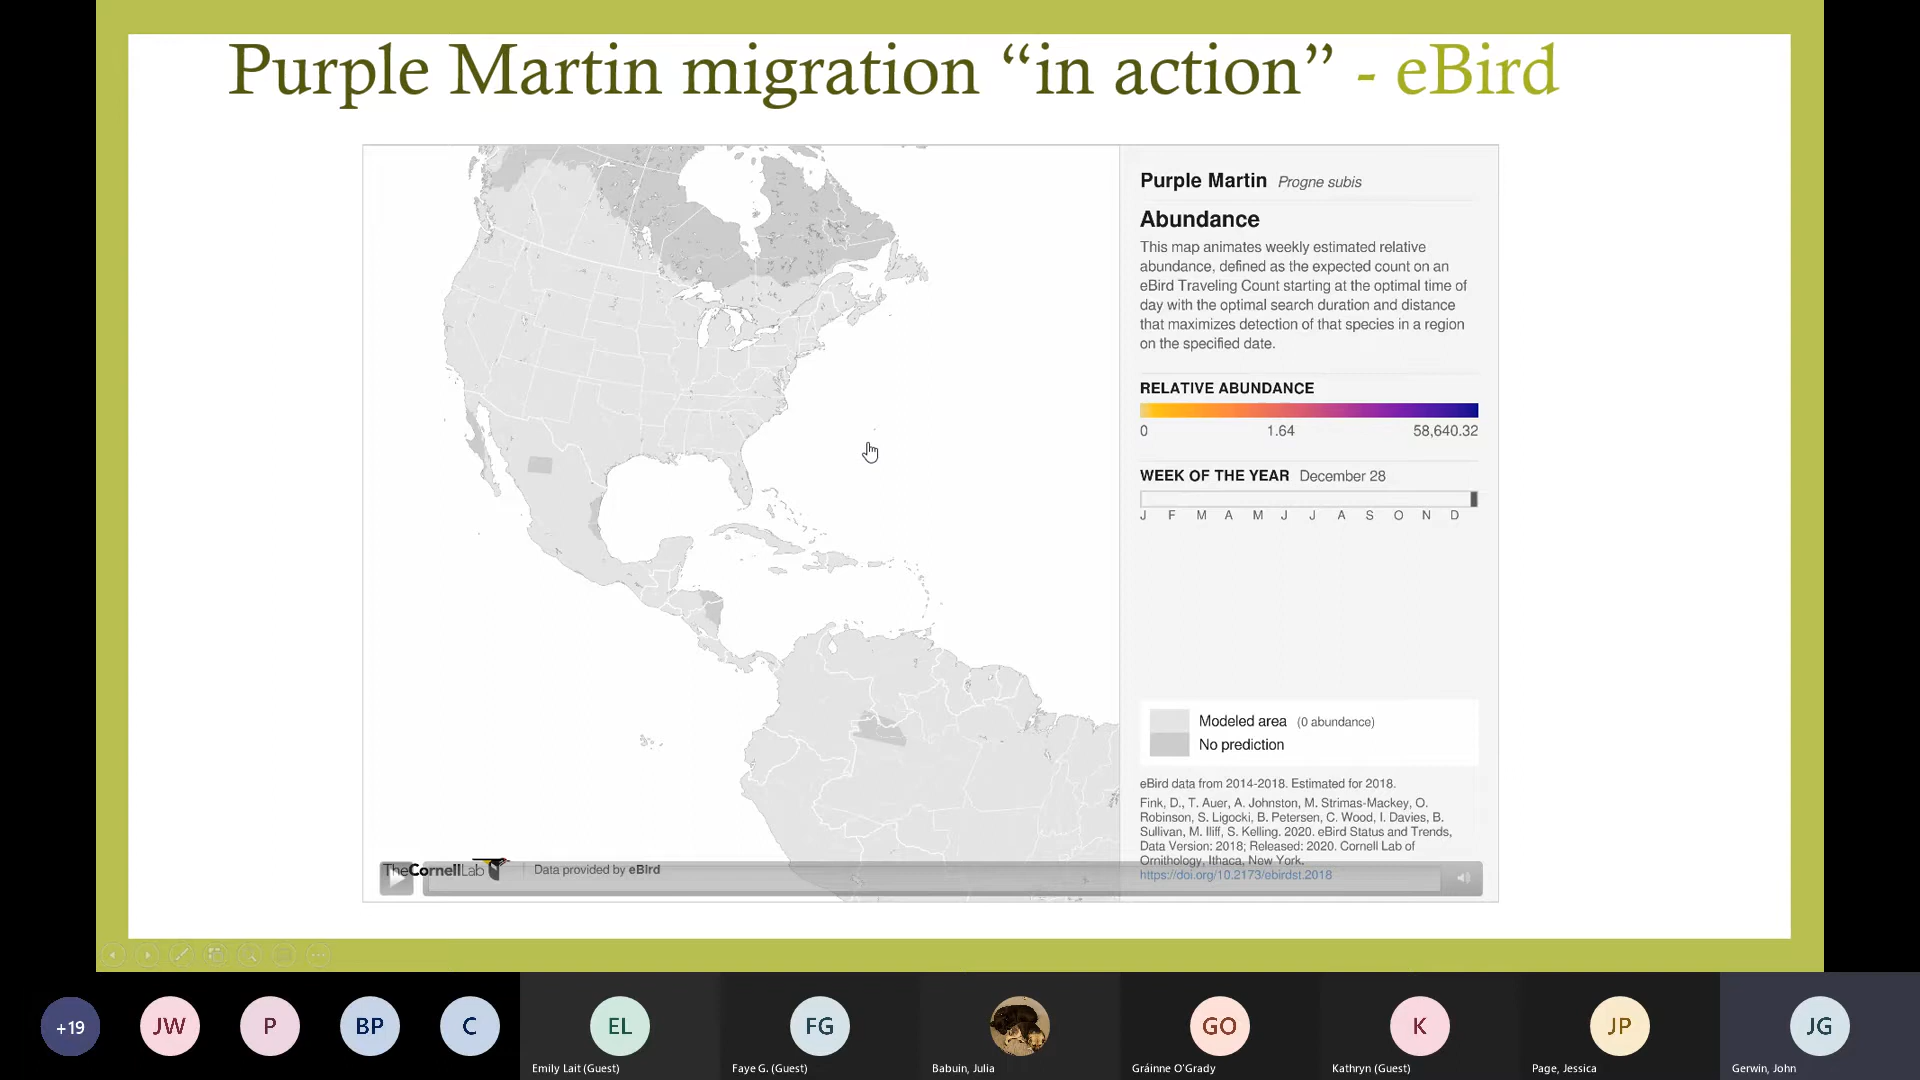 Purple Martin migration “in action” - eBird
Purple Martin Progne subis
Abundance
This map animates weekly estimated relative
abundance, defined as the expected count on an
eBird Traveling Count starting at the optimal time of
day with the optimal search duration and distance
that maximizes detection of that species in a region
on the specified date.
RELATIVE ABUNDANCE
0 1.64 58,640.32
WEEK OF THE YEAR December 28
J F M A M J J A S O N D
Modeled area (0 abundance)
No prediction
eBird data from 2014-2018. Estimated for 2018.
Fink, D., T. Auer, A. Johnston, M. Strimas-Mackey, O.
Robinson, S. Ligocki, B. Petersen, C. Wood, I. Davies, B.
Sullivan, M. Iliff, S. Kelling. 2020. eBird Status and Trends,
Data Version: 2018; Released: 2020. Cornell Lab of
Ornithology, Ithaca, New York.
https://doi.org/10.2173/ebirdst.2018
TheCornellLab Data provided by eBird
+19 JW P BP C EL FG GO K JP JG
Emily Lait (Guest) Faye G. (Guest) Babuin, Julia Gráinne O'Grady Kathryn (Guest) Page, Jessica Gerwin, John